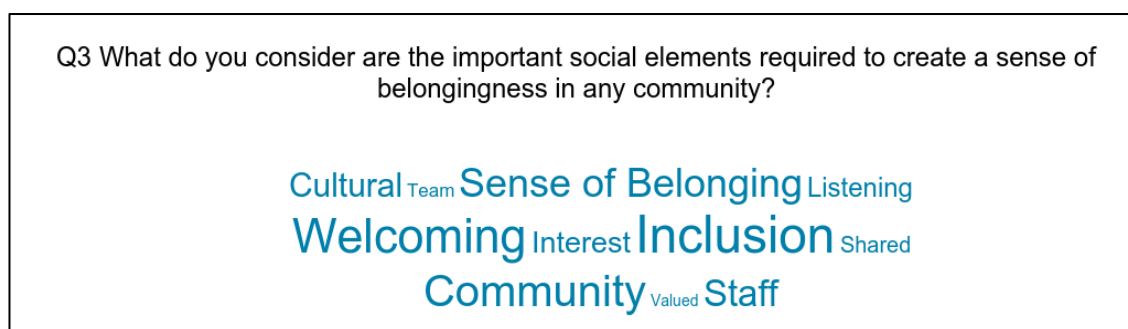 Q3 What do you consider are the important social elements required to create a sense of
belongingness in any community?
Cultural Team Sense of Belonging Listening
Welcoming Interest Inclusion Shared
Community Valued Staff